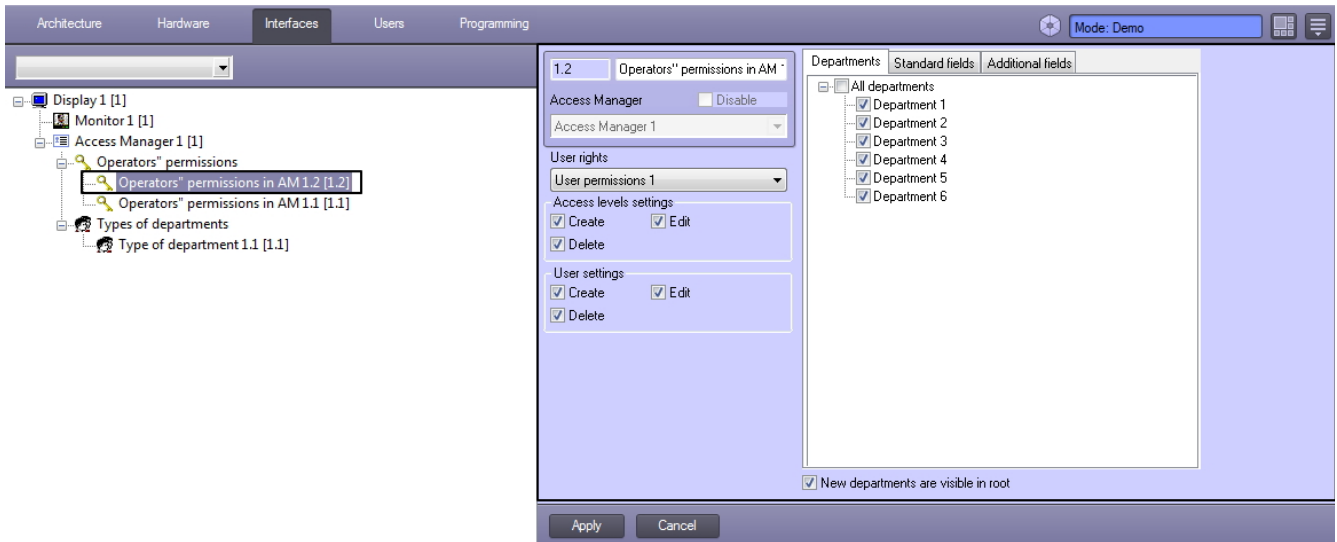 Architecture Hardware Interfaces Users Programming Mode: Demo
Display 1 [1]
Monitor 1 [1]
Access Manager 1 [1]
Operators" permissions
Operators" permissions in AM 1.2 [1.2]
Operators" permissions in AM 1.1 [1.1]
Types of departments
Type of department 1.1 [1.1]
1.2 Operators" permissions in AM
Access Manager Disable
Access Manager 1
User rights
User permissions 1
Access levels settings
Create Edit
Delete
User settings
Create Edit
Delete
Departments Standard fields Additional fields
All departments
Department 1
Department 2
Department 3
Department 4
Department 5
Department 6
New departments are visible in root
Apply Cancel